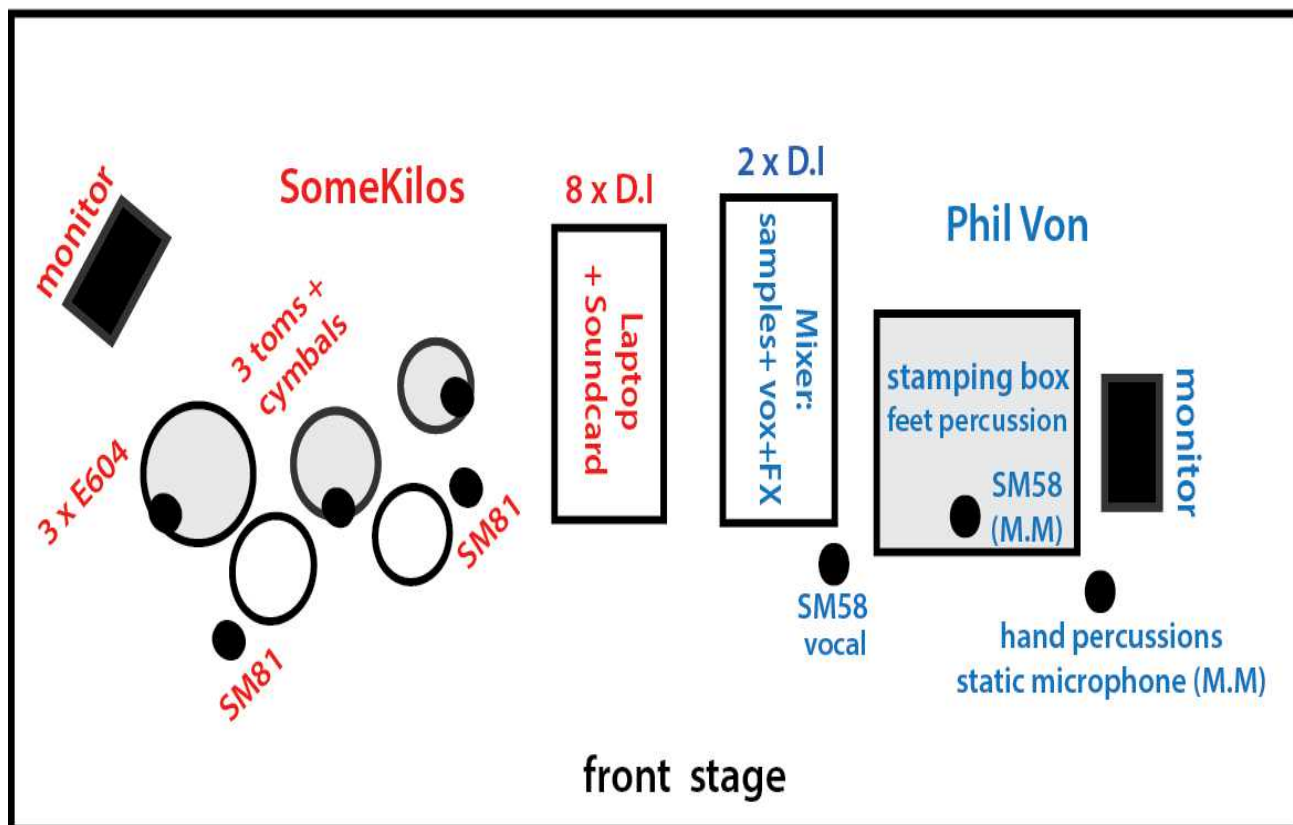 SomeKilos
8 x D.I
2 x D.I
Phil Von
monitor
3 toms +
cymbals
3 x E604
SM81
SM81
Laptop
+ Soundcard
Mixer:
samples+ vox+FX
stamping box
feet percussion
SM58
(M.M)
monitor
SM58
vocal
hand percussions
static microphone (M.M)
front stage